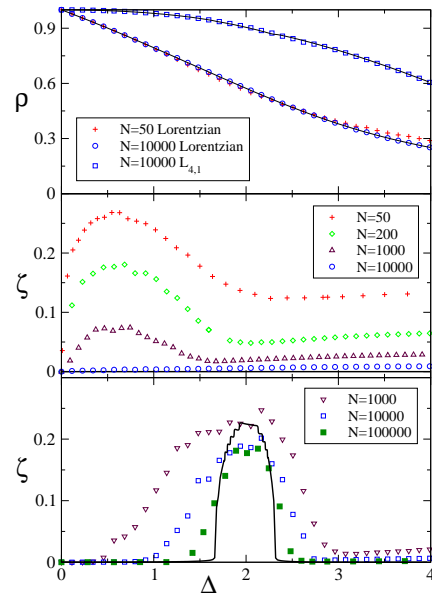 0.9
0.6
ρ
0.3
0
N=50 Lorentzian
N=10000 Lorentzian
N=10000 L4,1
0.2
ζ
0.1
0
N=50
N=200
N=1000
N=10000
0.2
ζ
0.1
0
N=1000
N=10000
N=100000
0 1 2 3 4
Δ